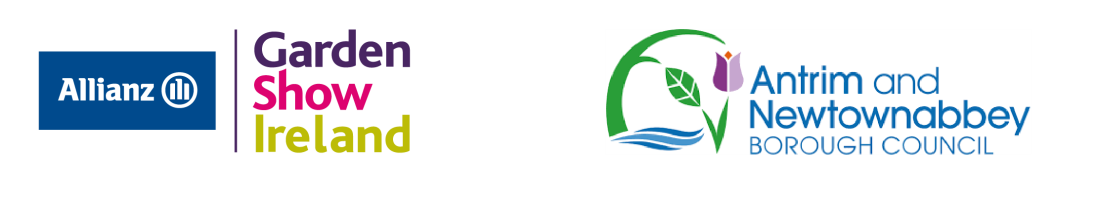 Allianz
Garden
Show
Ireland
Antrim and
Newtownabbey
BOROUGH COUNCIL